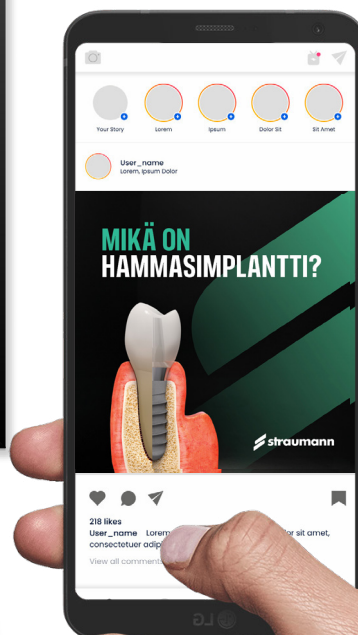 Your Story
Lorem
Ipsum
Dolor Sit
Sit Amet
User_name
Lorem, Ipsum Dolor
MIKÄ ON
HAMMASIMPLANTTI?
straumann
218 likes
User_name Lorem or sit amet,
consectetuer adip
View all comments
LG